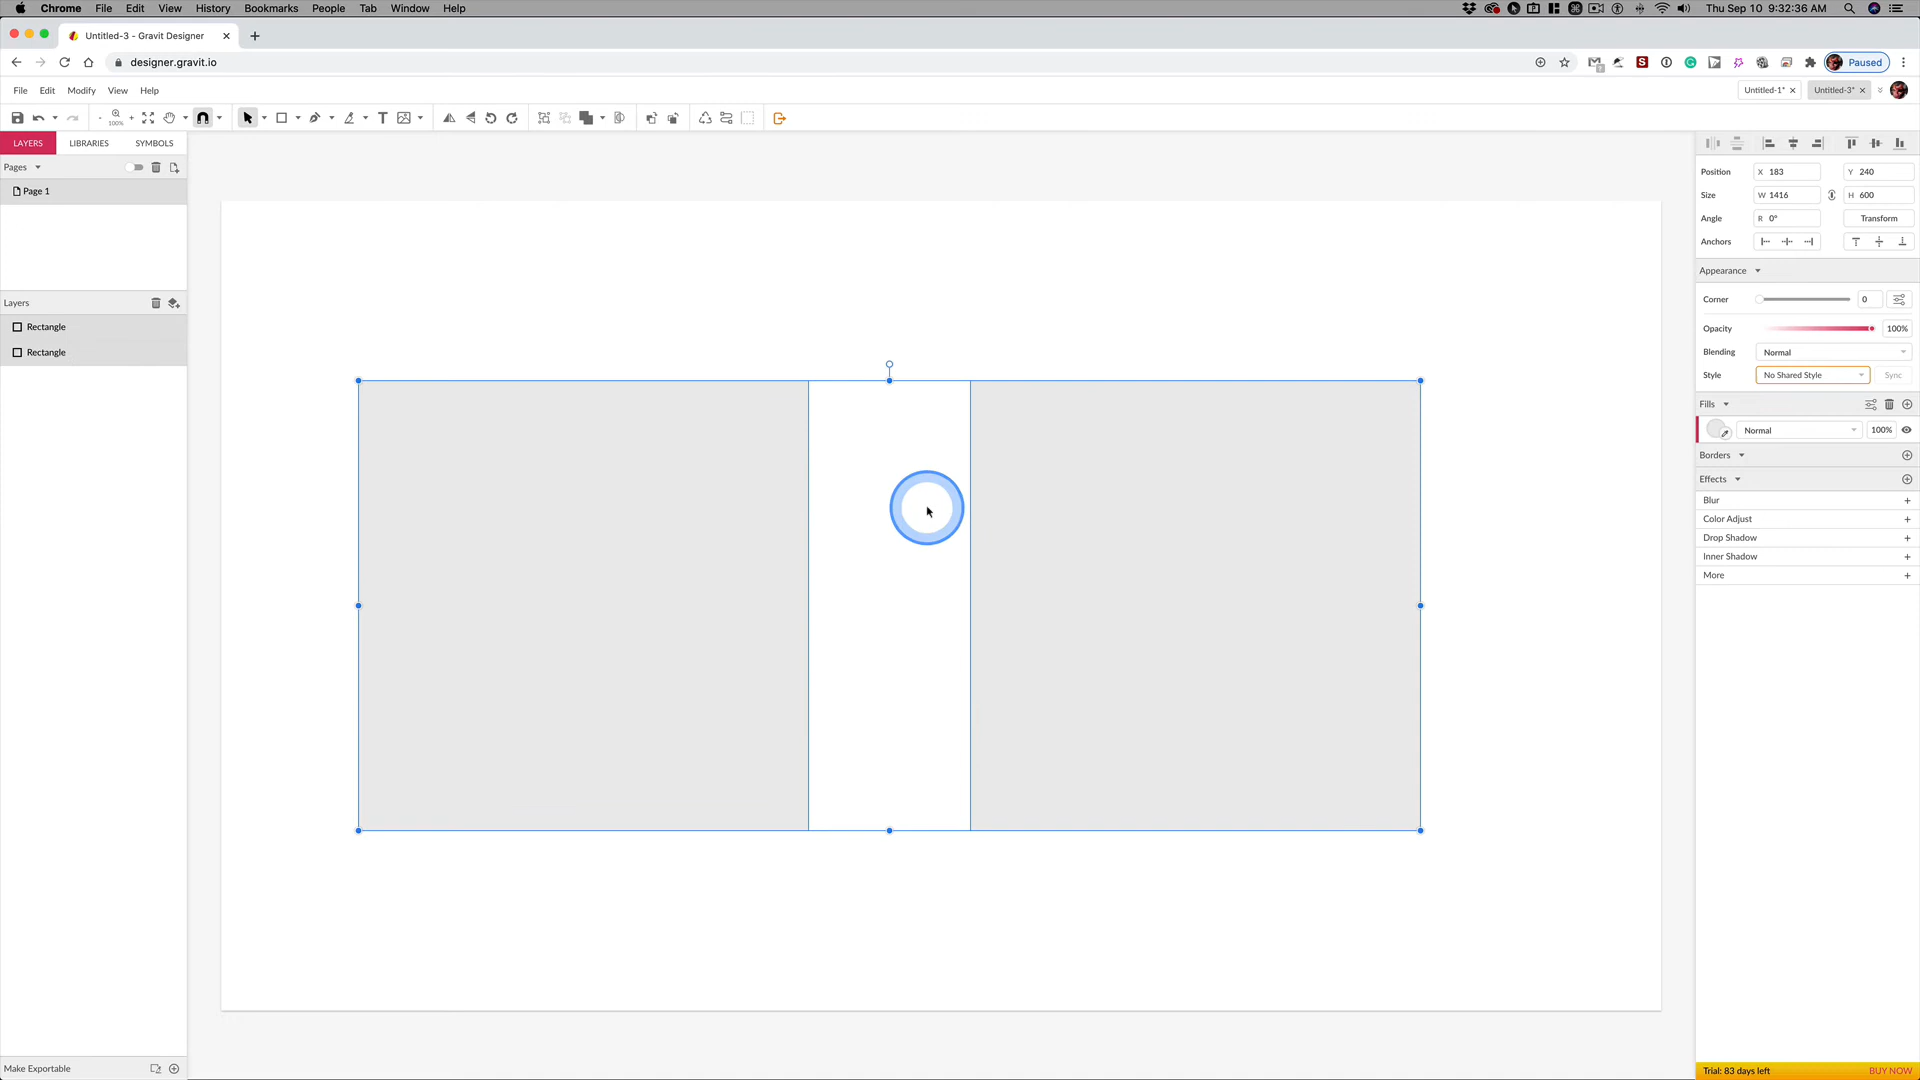 Chrome File Edit View History Bookmarks People Tab Window Help
Thu Sep 10 9:32:36 AM
Untitled-3 - Gravit Designer
designer.gravit.io
Paused
File Edit Modify View Help
Untitled-1*
Untitled-3*
100%
LAYERS LIBRARIES SYMBOLS
Pages
Page 1
Layers
Rectangle
Rectangle
Make Exportable
Position X 183 Y 240
Size W 1416 H 600
Angle R 0° Transform
Anchors
Appearance
Corner 0
Opacity 100%
Blending Normal
Style No Shared Style Sync
Fills
Normal 100%
Borders
Effects
Blur
Color Adjust
Drop Shadow
Inner Shadow
More
Trial: 83 days left BUY NOW